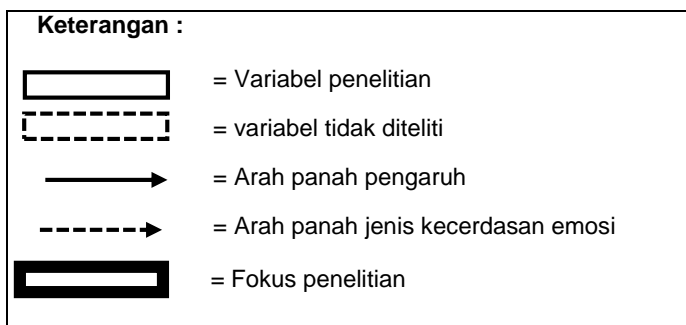 Keterangan :
= Variabel penelitian
= variabel tidak diteliti
= Arah panah pengaruh
= Arah panah jenis kecerdasan emosi
= Fokus penelitian